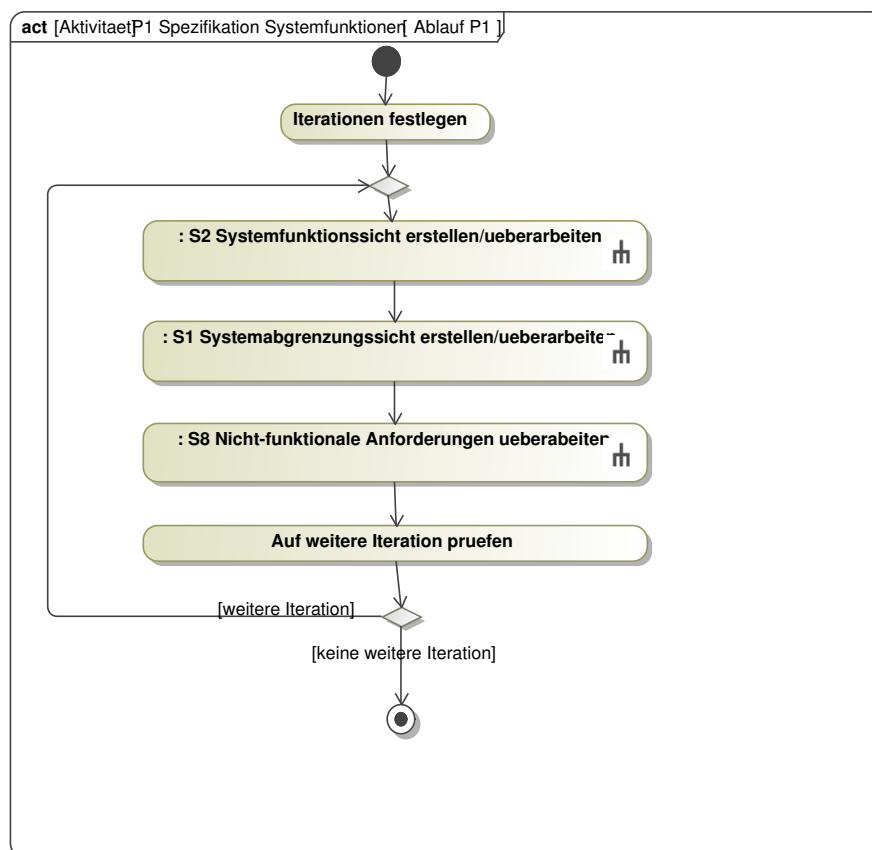 act [Aktivitaet]P1 Spezifikation Systemfunktionen[ Ablauf P1 ]
Iterationen festlegen
: S2 Systemfunktionssicht erstellen/ueberarbeiten
: S1 Systemabgrenzungssicht erstellen/ueberarbeiten
: S8 Nicht-funktionale Anforderungen ueberabeiten
Auf weitere Iteration pruefen
[weitere Iteration]
[keine weitere Iteration]